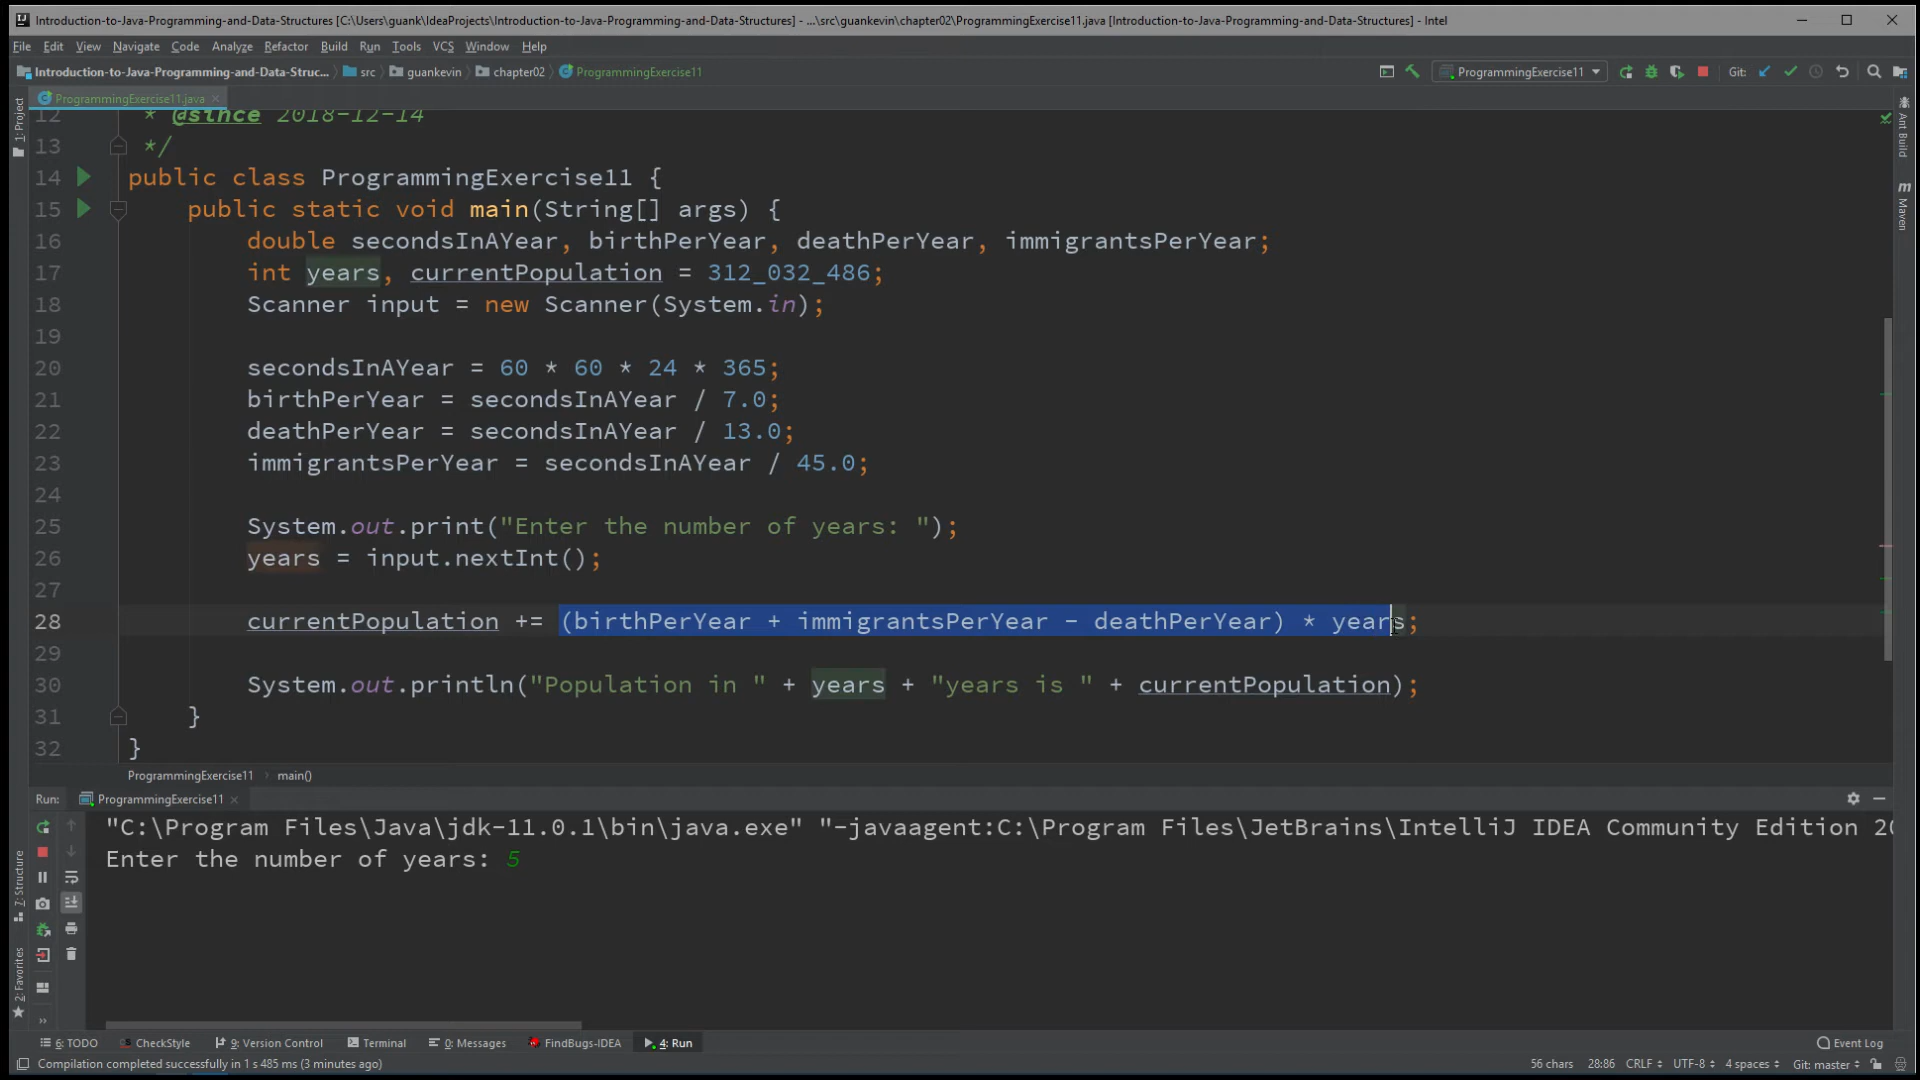 Introduction-to-Java-Programming-and-Data-Structures [C:\Users\guank\IdeaProjects\Introduction-to-Java-Programming-and-Data-Structures] - ...\src\guankevin\chapter02\ProgrammingExercise11.java [Introduction-to-Java-Programming-and-Data-Structures] - Intel
File Edit View Navigate Code Analyze Refactor Build Run Tools VCS Window Help
Introduction-to-Java-Programming-and-Data-Struc... src guankevin chapter02 ProgrammingExercise11 ProgrammingExercise11 Git:
1: Project
ProgrammingExercise11.java
12 * @since 2018-12-14
13 */
14 public class ProgrammingExercise11 {
15 public static void main(String[] args) {
16 double secondsInAYear, birthPerYear, deathPerYear, immigrantsPerYear;
17 int years, currentPopulation = 312_032_486;
18 Scanner input = new Scanner(System.in);
19
20 secondsInAYear = 60 * 60 * 24 * 365;
21 birthPerYear = secondsInAYear / 7.0;
22 deathPerYear = secondsInAYear / 13.0;
23 immigrantsPerYear = secondsInAYear / 45.0;
24
25 System.out.print("Enter the number of years: ");
26 years = input.nextInt();
27
28 currentPopulation += (birthPerYear + immigrantsPerYear - deathPerYear) * years;
29
30 System.out.println("Population in " + years + "years is " + currentPopulation);
31 }
32 }
Ant Build
Maven
ProgrammingExercise11 main()
Run: ProgrammingExercise11
"C:\Program Files\Java\jdk-11.0.1\bin\java.exe" "-javaagent:C:\Program Files\JetBrains\IntelliJ IDEA Community Edition 20
Enter the number of years: 5
7: Structure
2: Favorites
6: TODO CheckStyle 9: Version Control Terminal 0: Messages FindBugs-IDEA 4: Run Event Log
Compilation completed successfully in 1 s 485 ms (3 minutes ago) 56 chars 28:86 CRLF UTF-8 4 spaces Git: master